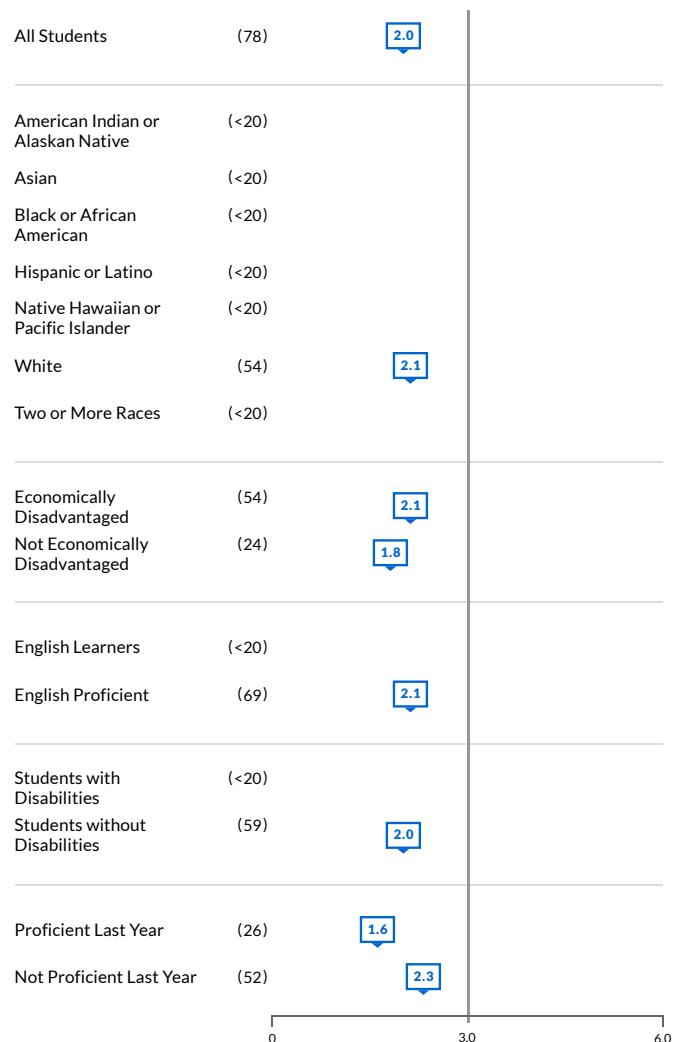 All Students (78) 2.0
American Indian or (<20)
Alaskan Native
Asian (<20)
Black or African (<20)
American
Hispanic or Latino (<20)
Native Hawaiian or (<20)
Pacific Islander
White (54) 2.1
Two or More Races (<20)
Economically (54) 2.1
Disadvantaged
Not Economically (24) 1.8
Disadvantaged
English Learners (<20)
English Proficient (69) 2.1
Students with (<20)
Disabilities
Students without (59) 2.0
Disabilities
Proficient Last Year (26) 1.6
Not Proficient Last Year (52) 2.3
0 3.0 6.0